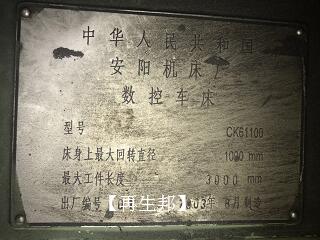 中华人民共和国
安阳机床厂
数控车床
型号 CK61100
床身上最大回转直径 1000 mm
最大工件长度 3000 mm
出厂编号 03年 8月制造
【再生邦】